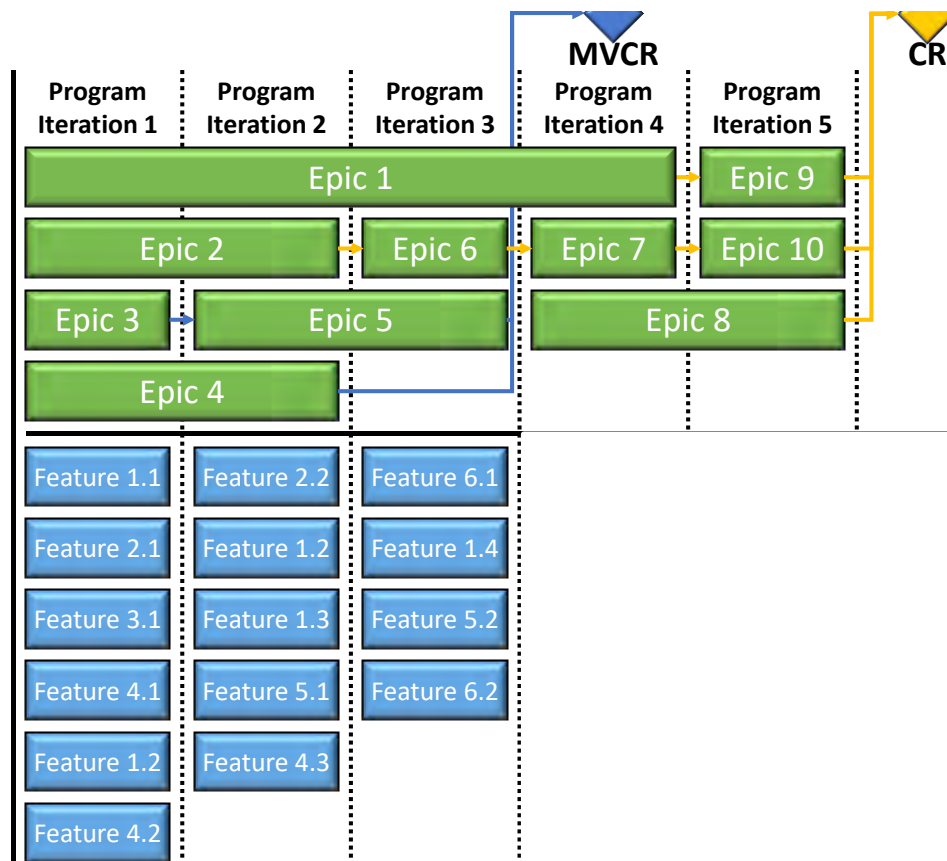 MVCR
CR
Program
Iteration 1
Program
Iteration 2
Program
Iteration 3
Program
Iteration 4
Program
Iteration 5
Epic 1
Epic 9
Epic 2
Epic 6
Epic 7
Epic 10
Epic 3
Epic 5
Epic 8
Epic 4
Feature 1.1
Feature 2.2
Feature 6.1
Feature 2.1
Feature 1.2
Feature 1.4
Feature 3.1
Feature 1.3
Feature 5.2
Feature 4.1
Feature 5.1
Feature 6.2
Feature 1.2
Feature 4.3
Feature 4.2